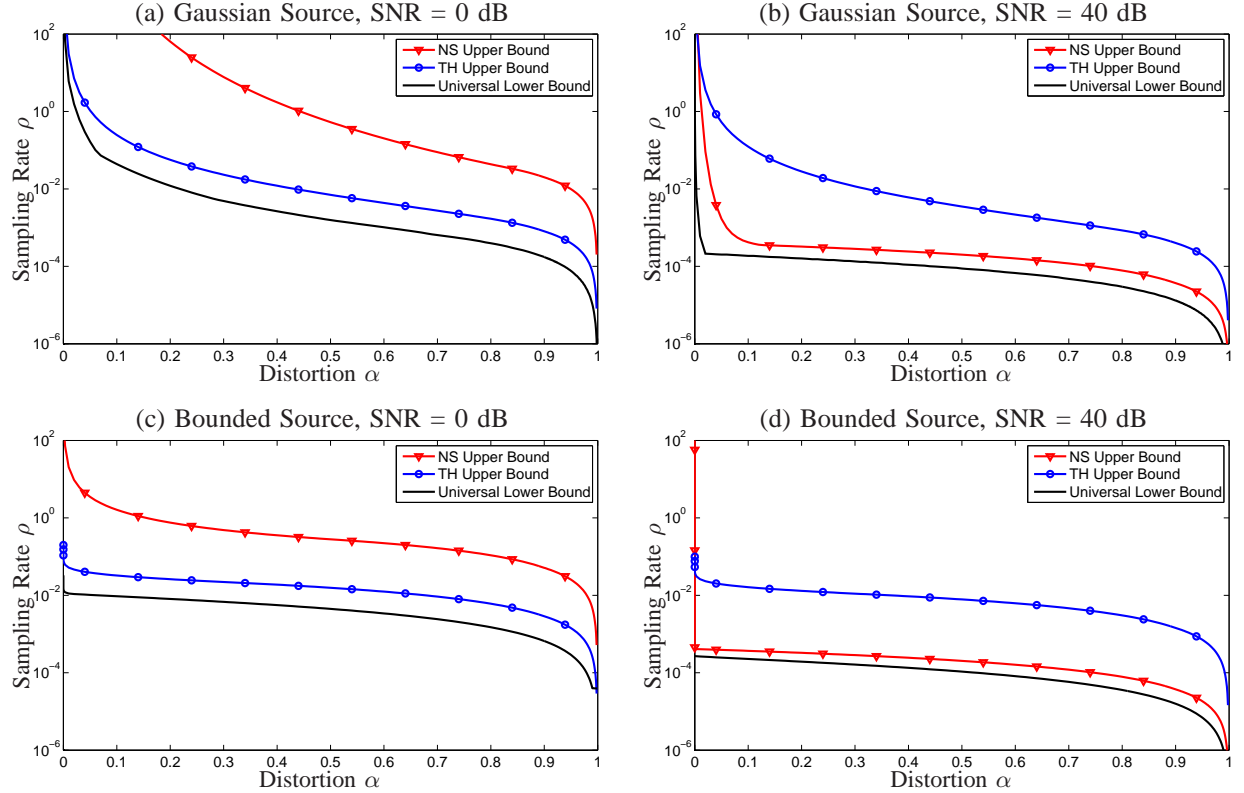 (a) Gaussian Source, SNR = 0 dB
10^2
10^0
10^−2
10^−4
10^−6
Sampling Rate ρ
NS Upper Bound
TH Upper Bound
Universal Lower Bound
0 0.1 0.2 0.3 0.4 0.5 0.6 0.7 0.8 0.9 1
Distortion α
(b) Gaussian Source, SNR = 40 dB
10^2
10^0
10^−2
10^−4
10^−6
Sampling Rate ρ
NS Upper Bound
TH Upper Bound
Universal Lower Bound
0 0.1 0.2 0.3 0.4 0.5 0.6 0.7 0.8 0.9 1
Distortion α
(c) Bounded Source, SNR = 0 dB
10^2
10^0
10^−2
10^−4
10^−6
Sampling Rate ρ
NS Upper Bound
TH Upper Bound
Universal Lower Bound
0 0.1 0.2 0.3 0.4 0.5 0.6 0.7 0.8 0.9 1
Distortion α
(d) Bounded Source, SNR = 40 dB
10^2
10^0
10^−2
10^−4
10^−6
Sampling Rate ρ
NS Upper Bound
TH Upper Bound
Universal Lower Bound
0 0.1 0.2 0.3 0.4 0.5 0.6 0.7 0.8 0.9 1
Distortion α